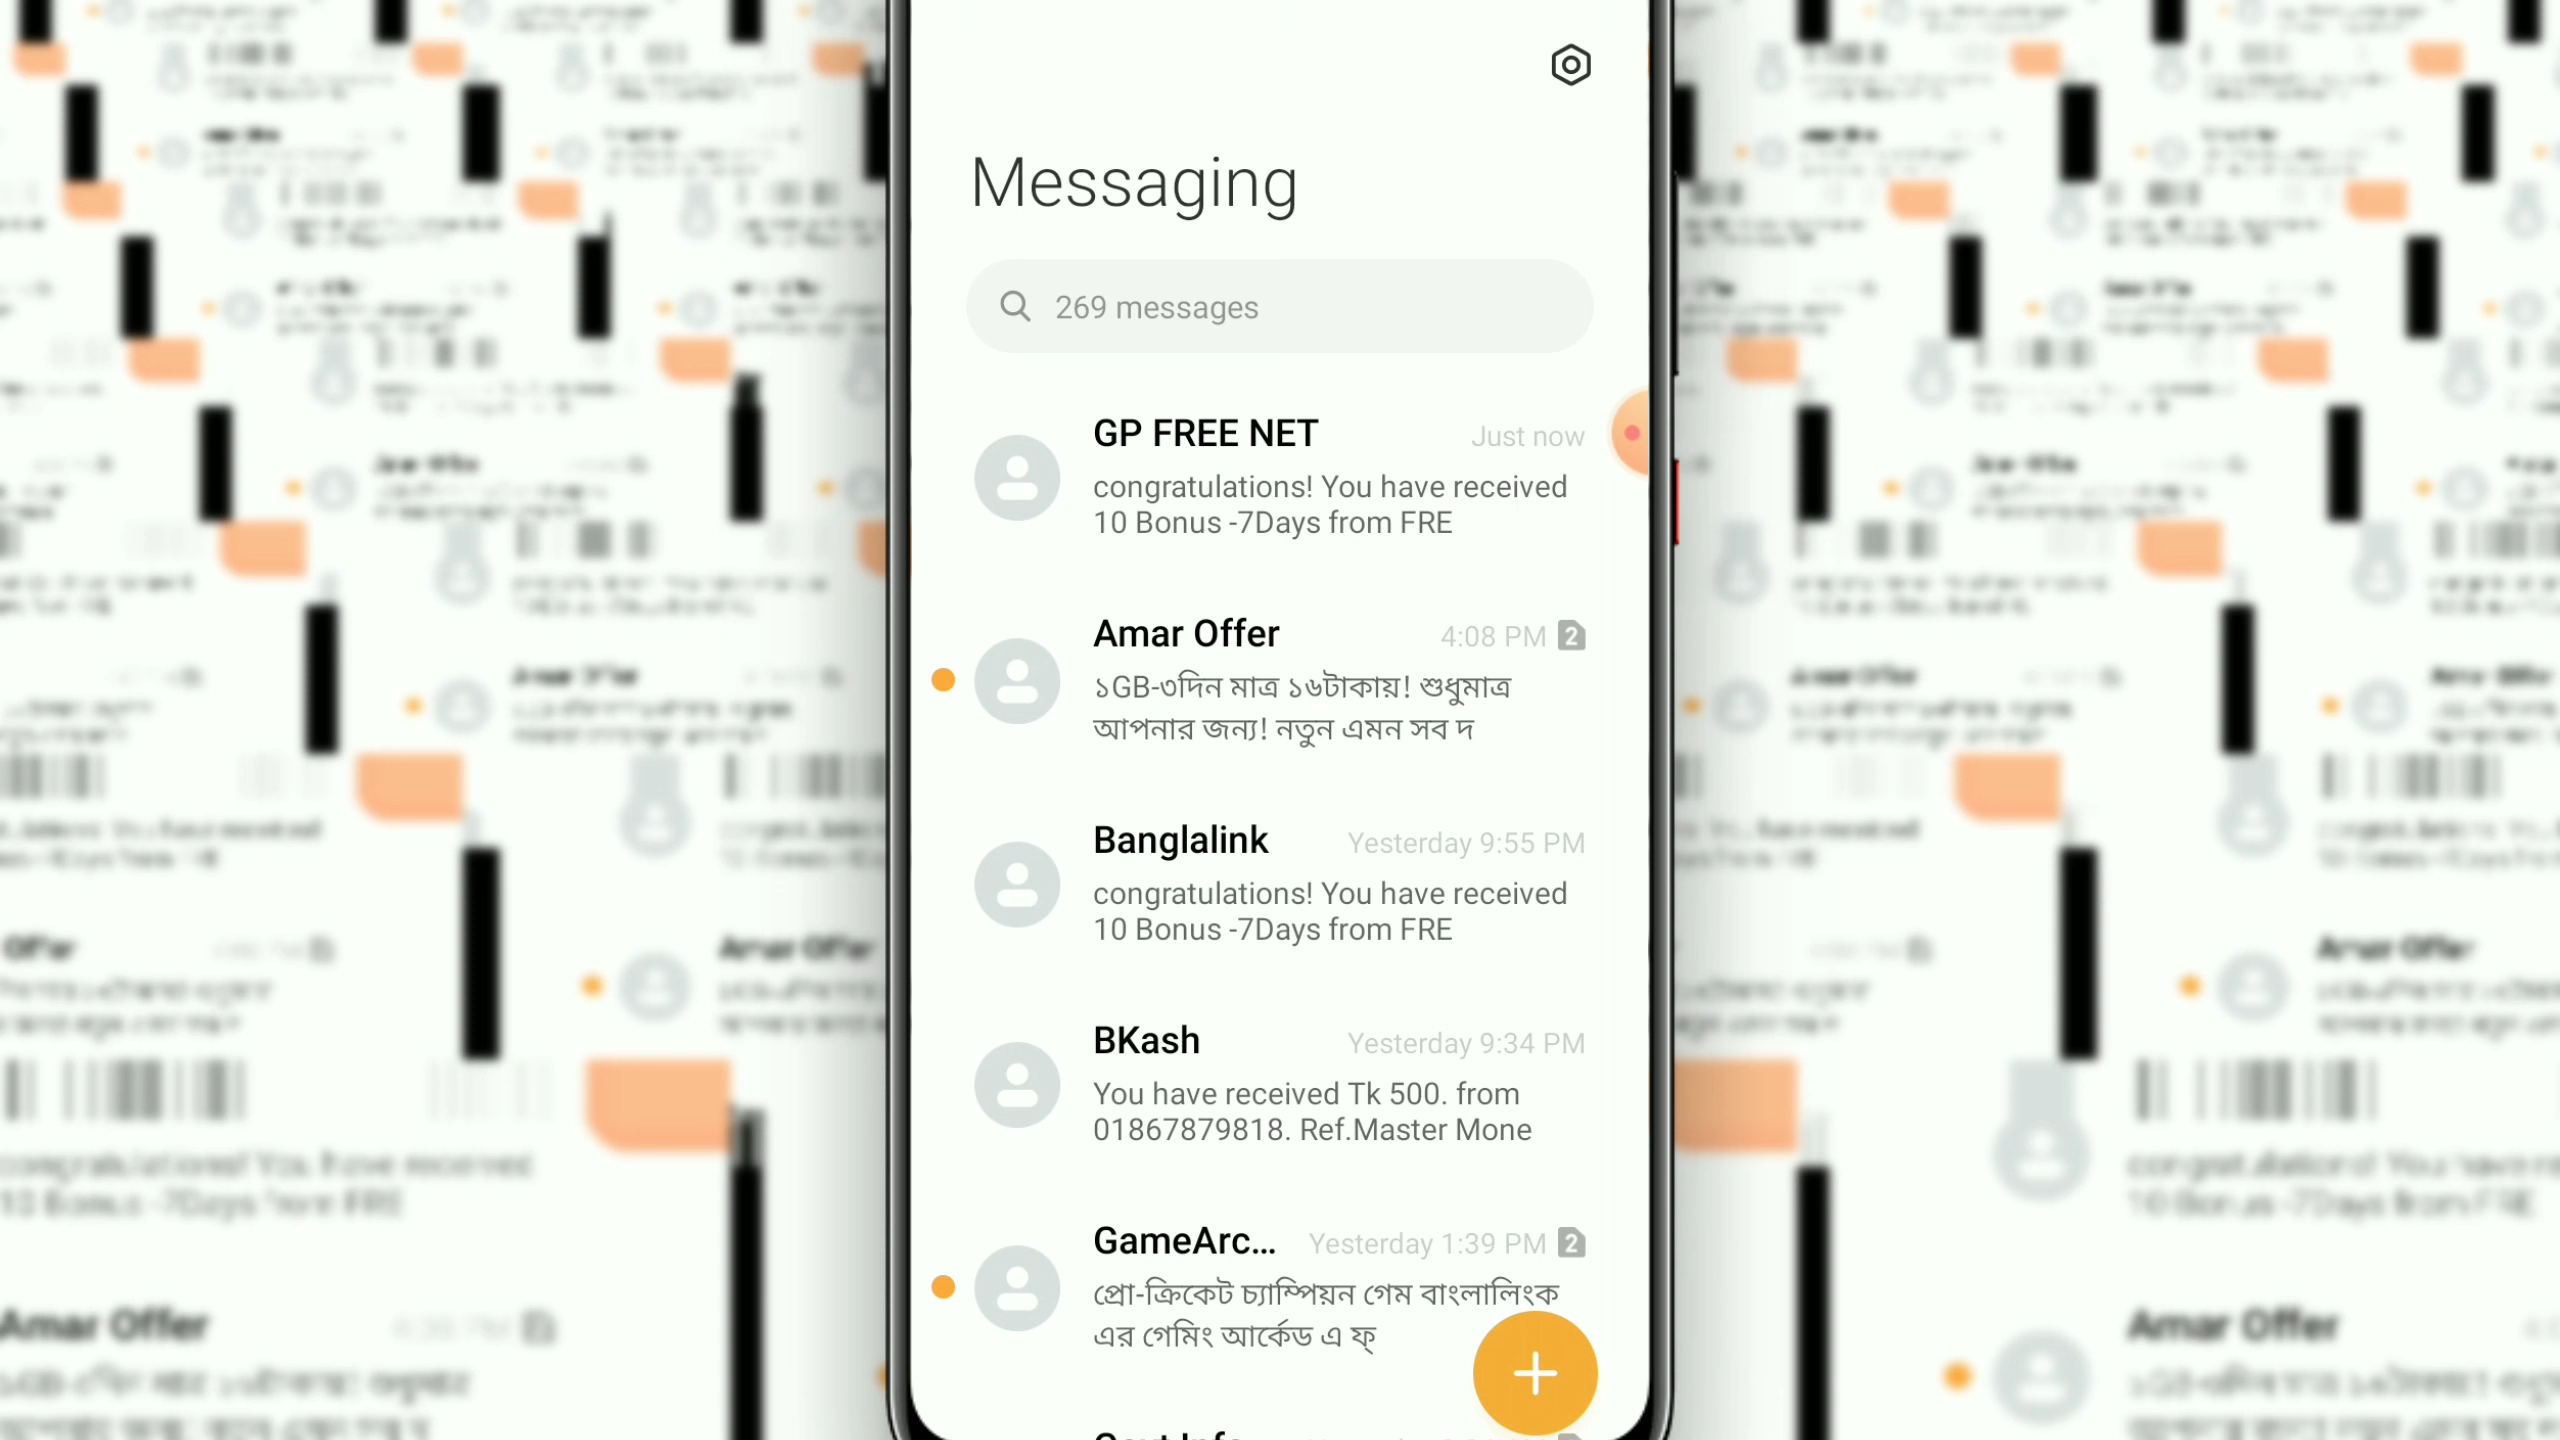 Messaging
269 messages
GP FREE NET Just now
congratulations! You have received
10 Bonus -7Days from FRE
Amar Offer 4:08 PM 2
১GB-৩দিন মাত্র ১৬টাকায়! শুধুমাত্র
আপনার জন্য! নতুন এমন সব দ
Banglalink Yesterday 9:55 PM
congratulations! You have received
10 Bonus -7Days from FRE
BKash Yesterday 9:34 PM
You have received Tk 500. from
01867879818. Ref.Master Mone
GameArc... Yesterday 1:39 PM 2
প্রো-ক্রিকেট চ্যাম্পিয়ন গেম বাংলালিংক
এর গেমিং আর্কেড এ ফ্